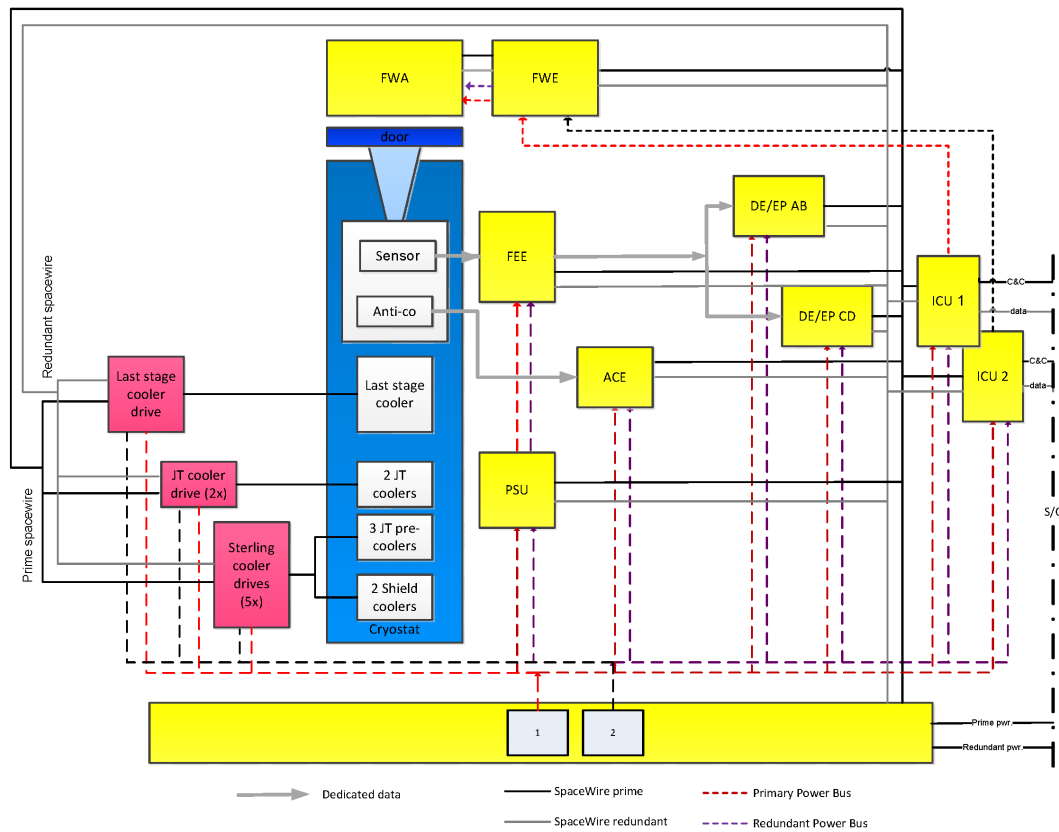 FWA
FWE
door
DE/EP AB
Sensor
FEE
Redundant spacewire
ICU 1
C&C
Anti-co
DE/EP CD
data
Last stage
cooler
drive
Last stage
cooler
ACE
ICU 2
C&C
data
JT cooler
drive (2x)
2 JT
coolers
PSU
S/C
Prime spacewire
3 JT pre-
coolers
Sterling
cooler
drives
(5x)
2 Shield
coolers
Cryostat
1
2
Prime pwr.
Redundant pwr.
Dedicated data
SpaceWire prime
Primary Power Bus
SpaceWire redundant
Redundant Power Bus